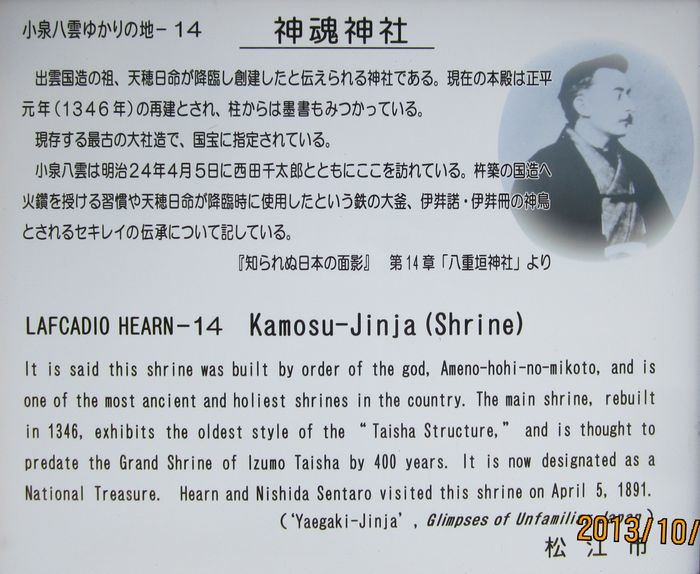 小泉八雲ゆかりの地－14　神魂神社
出雲国造の祖、天穂日命が降臨し創建したと伝えられる神社である。現在の本殿は正平
元年（1346年）の再建とされ、柱からは墨書もみつかっている。
現存する最古の大社造で、国宝に指定されている。
小泉八雲は明治24年4月5日に西田千太郎とともにここを訪れている。杵築の国造へ
火鑽を授ける習慣や天穂日命が降臨時に使用したという鉄の大釜、伊弉諾・伊弉冊の神鳥
とされるセキレイの伝承について記している。
『知られぬ日本の面影』　第14章「八重垣神社」より
LAFCADIO HEARN－14　Kamosu-Jinja (Shrine)
It is said this shrine was built by order of the god, Ameno-hohi-no-mikoto, and is
one of the most ancient and holiest shrines in the country. The main shrine, rebuilt
in 1346, exhibits the oldest style of the “Taisha Structure,” and is thought to
predate the Grand Shrine of Izumo Taisha by 400 years. It is now designated as a
National Treasure. Hearn and Nishida Sentaro visited this shrine on April 5, 1891.
(‘Yaegaki-Jinja’, Glimpses of Unfamiliar Japan)
2013/10/
松江市